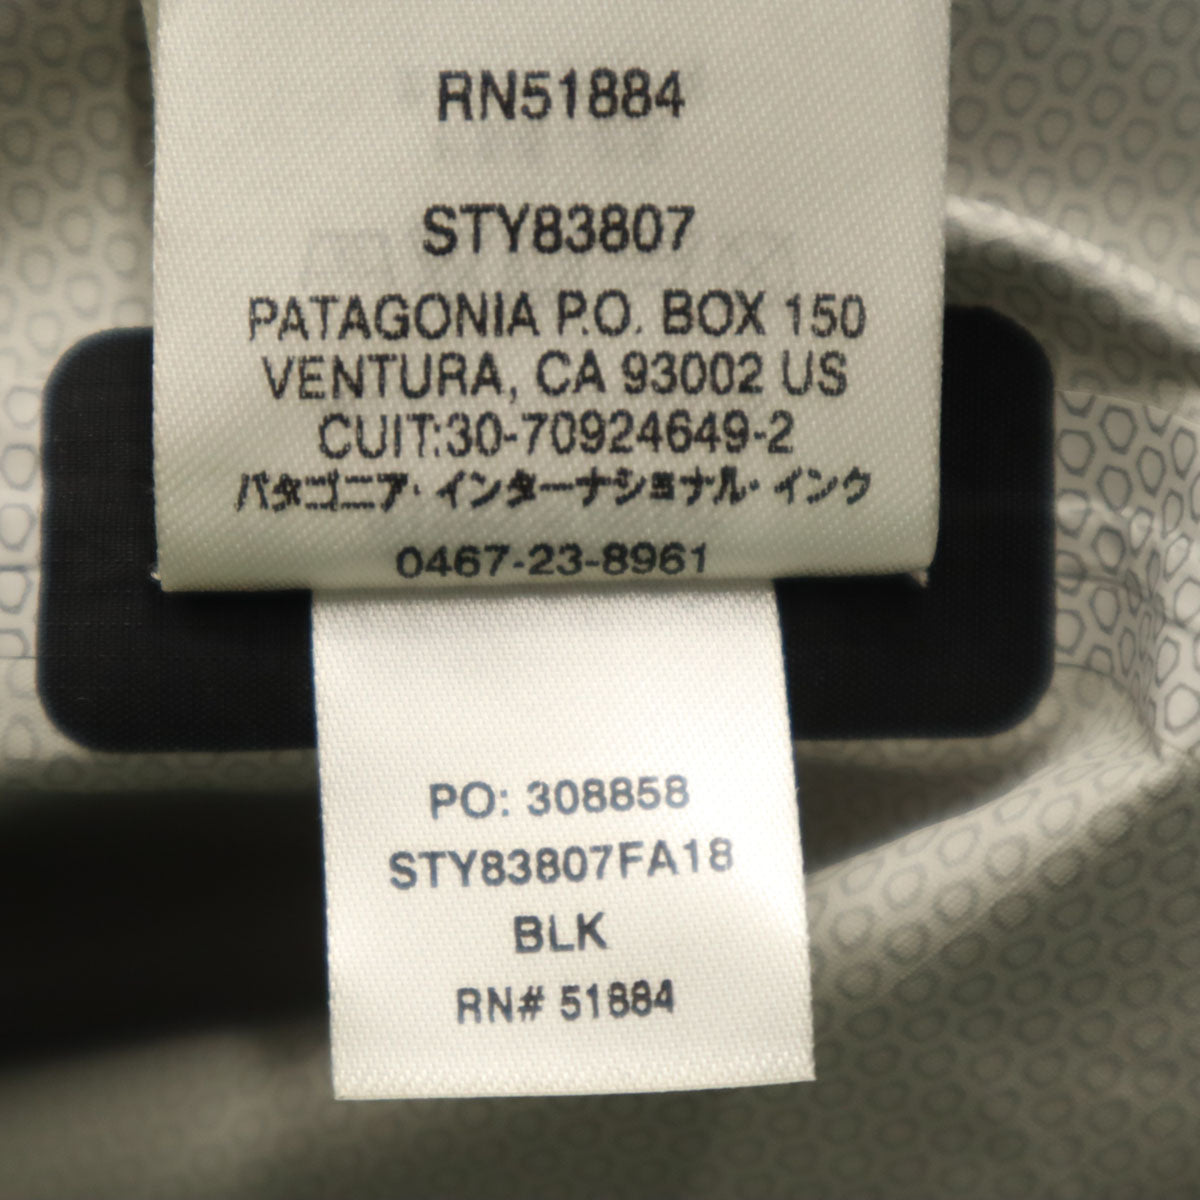 RN51884
STY83807
PATAGONIA P.O. BOX 150
VENTURA, CA 93002 US
CUIT:30-70924649-2
パタゴニア・インターナショナル・インク
0467-23-8961
PO: 308858
STY83807FA18
BLK
RN# 51884